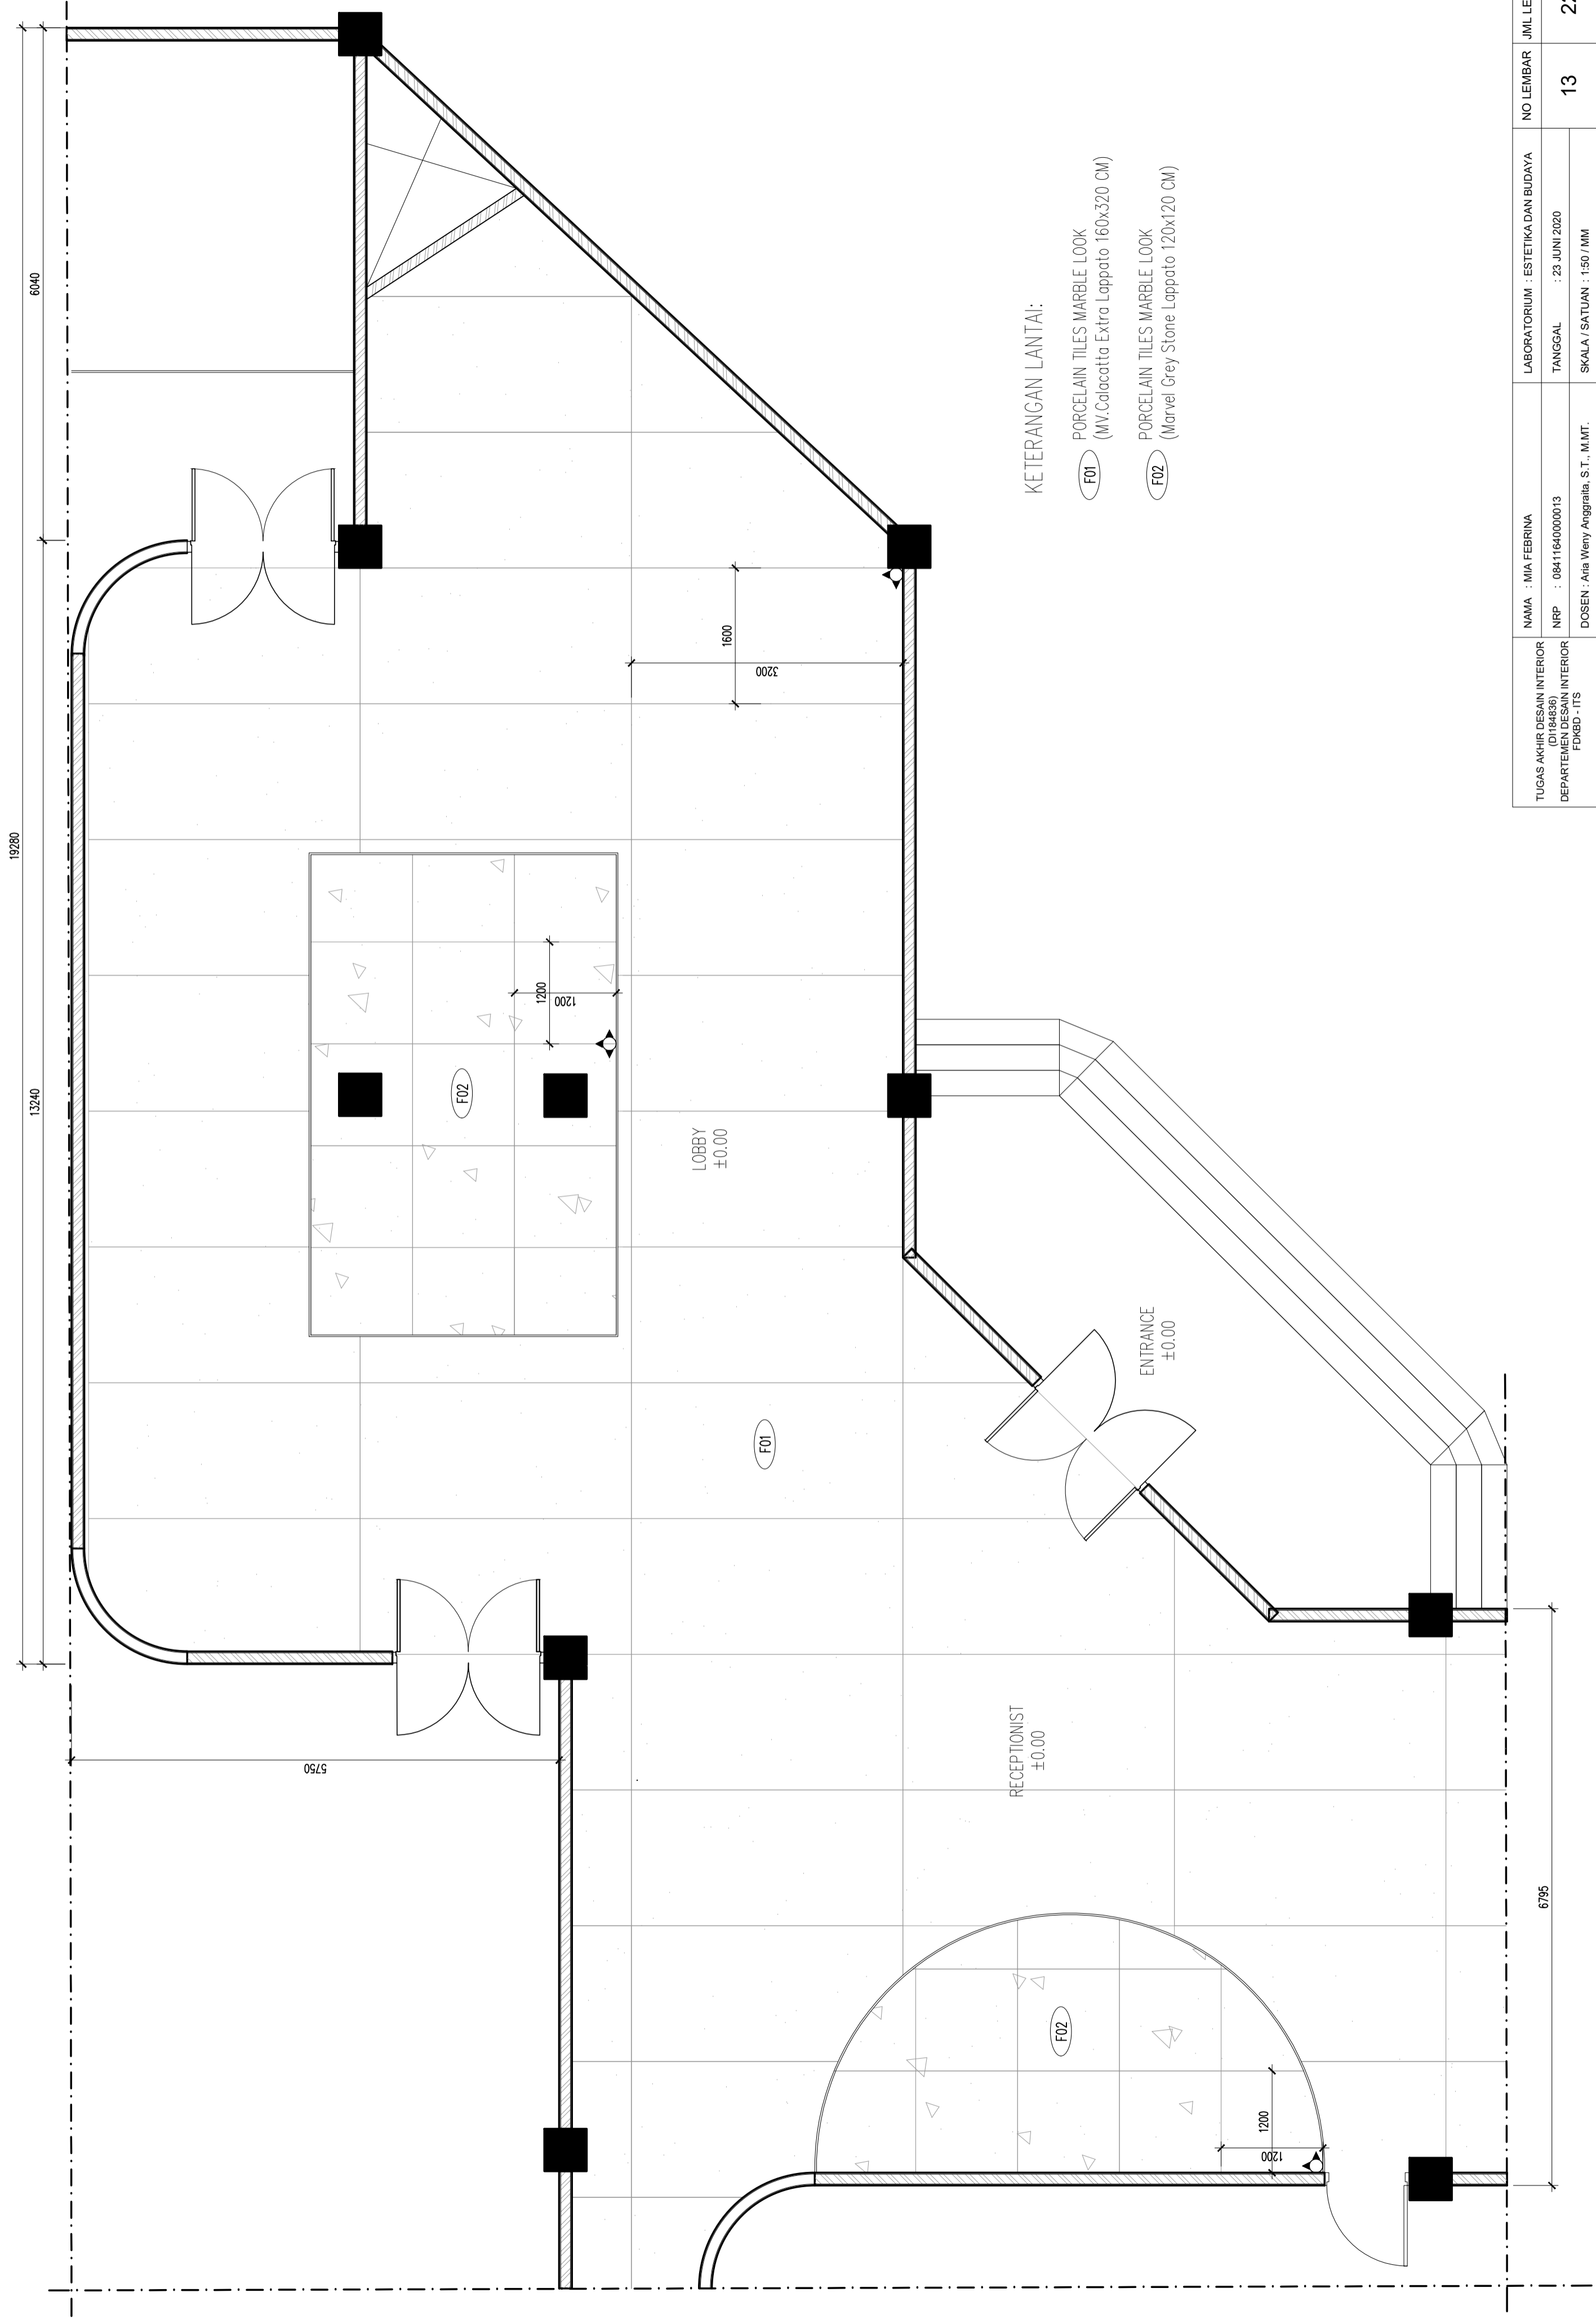 19280
13240
6040
5750
1200
1200
F02
1600
3200
LOBBY
±0.00
F01
RECEPTIONIST
±0.00
ENTRANCE
±0.00
F02
1200
1200
6795
KETERANGAN LANTAI:
F01
PORCELAIN TILES MARBLE LOOK
(MV.Calacatta Extra Lappato 160x320 CM)
F02
PORCELAIN TILES MARBLE LOOK
(Marvel Grey Stone Lappato 120x120 CM)
TUGAS AKHIR DESAIN INTERIOR
(DI184836)
DEPARTEMEN DESAIN INTERIOR
FDKBD - ITS
NAMA : MIA FEBRINA
NRP : 08411640000013
DOSEN : Aria Weny Anggraita, S.T., M.MT.
LABORATORIUM : ESTETIKA DAN BUDAYA
TANGGAL : 23 JUNI 2020
SKALA / SATUAN : 1:50 / MM
NO LEMBAR
13
JML LE